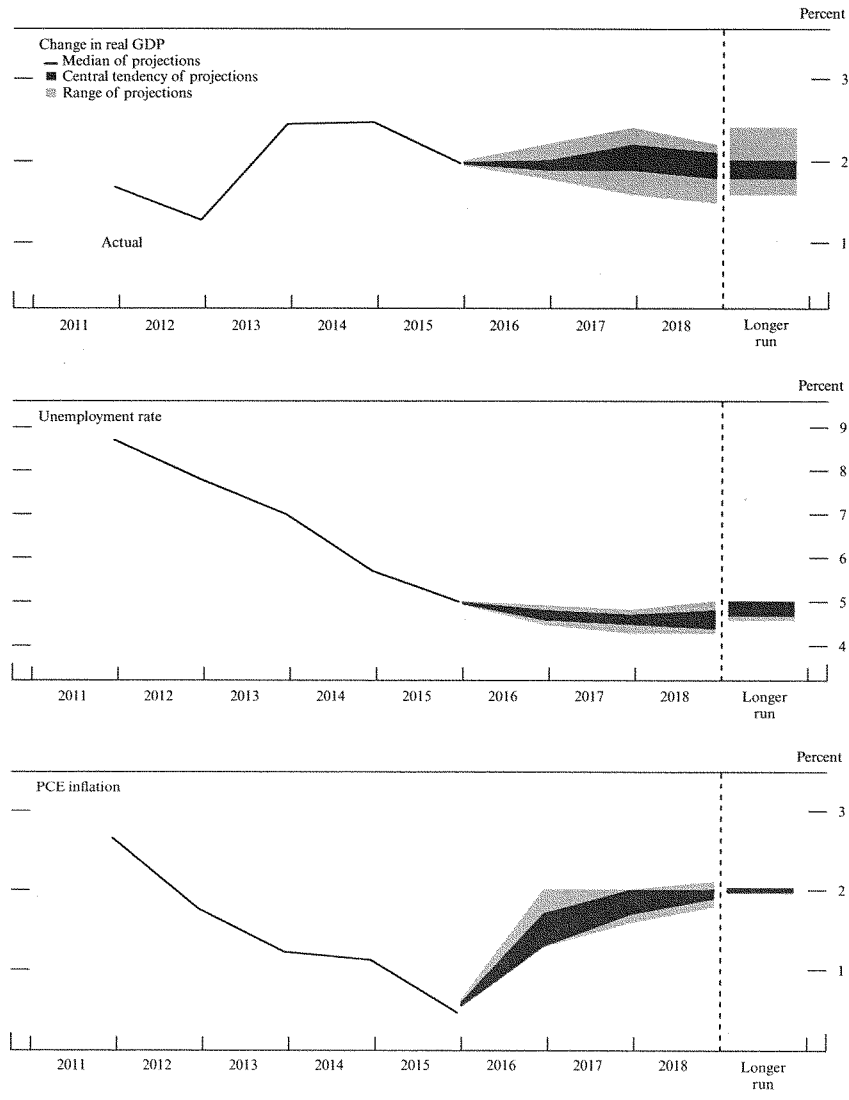 Percent
Change in real GDP
Median of projections
Central tendency of projections
Range of projections
3
2
1
Actual
2011 2012 2013 2014 2015 2016 2017 2018 Longer
run
Percent
Unemployment rate
9
8
7
6
5
4
2011 2012 2013 2014 2015 2016 2017 2018 Longer
run
Percent
PCE inflation
3
2
1
2011 2012 2013 2014 2015 2016 2017 2018 Longer
run